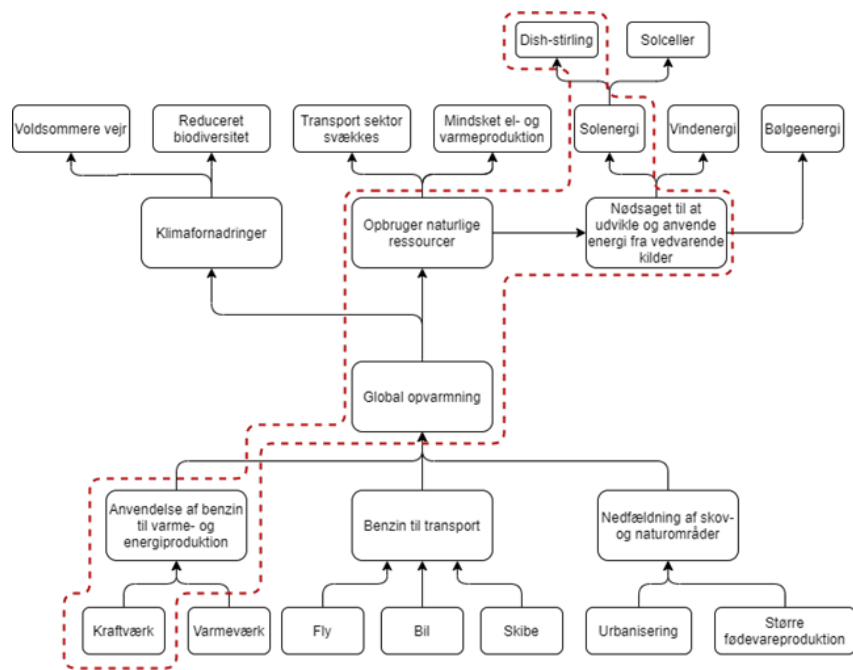 Dish-stirling
Solceller
Voldsommere vejr
Reduceret
biodiversitet
Transport sektor
svækkes
Mindsket el- og
varmeproduktion
Solenergi
Vindenergi
Bølgeenergi
Klimafornadringer
Opbruger naturlige
ressourcer
Nødsaget til at
udvikle og anvende
energi fra vedvarende
kilder
Global opvarmning
Anvendelse af benzin
til varme- og
energiproduktion
Benzin til transport
Nedfældning af skov-
og naturområder
Kraftværk
Varmeværk
Fly
Bil
Skibe
Urbanisering
Større
fødevareproduktion